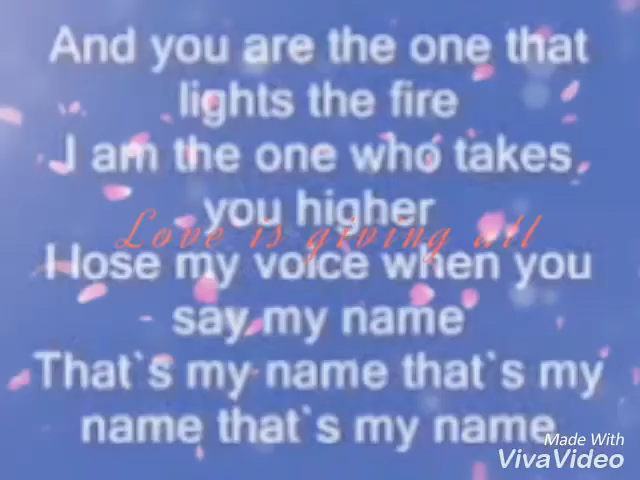 And you are the one that
lights the fire
I am the one who takes
you higher
Love is giving all
I lose my voice when you
say my name
That`s my name that`s my
name that`s my name
Made With
VivaVideo